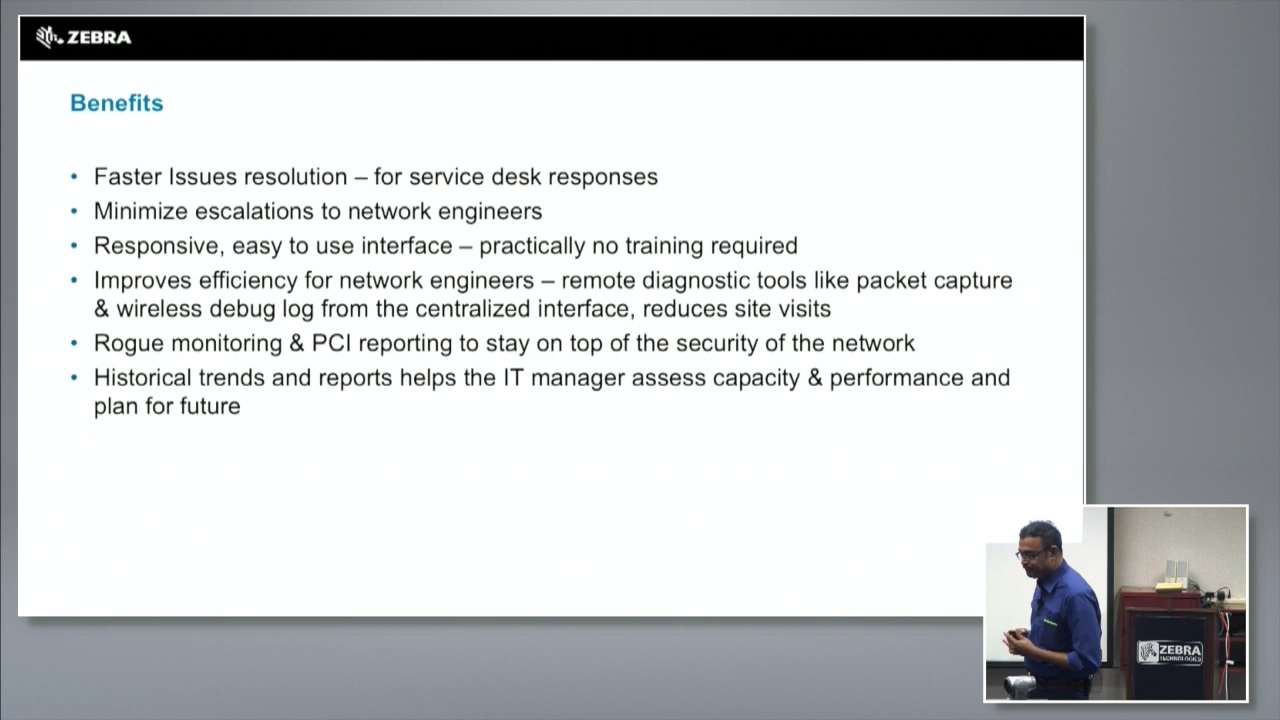 ZEBRA
Benefits
• Faster Issues resolution – for service desk responses
• Minimize escalations to network engineers
• Responsive, easy to use interface – practically no training required
• Improves efficiency for network engineers – remote diagnostic tools like packet capture
& wireless debug log from the centralized interface, reduces site visits
• Rogue monitoring & PCI reporting to stay on top of the security of the network
• Historical trends and reports helps the IT manager assess capacity & performance and
plan for future
ZEBRA
TECHNOLOGIES